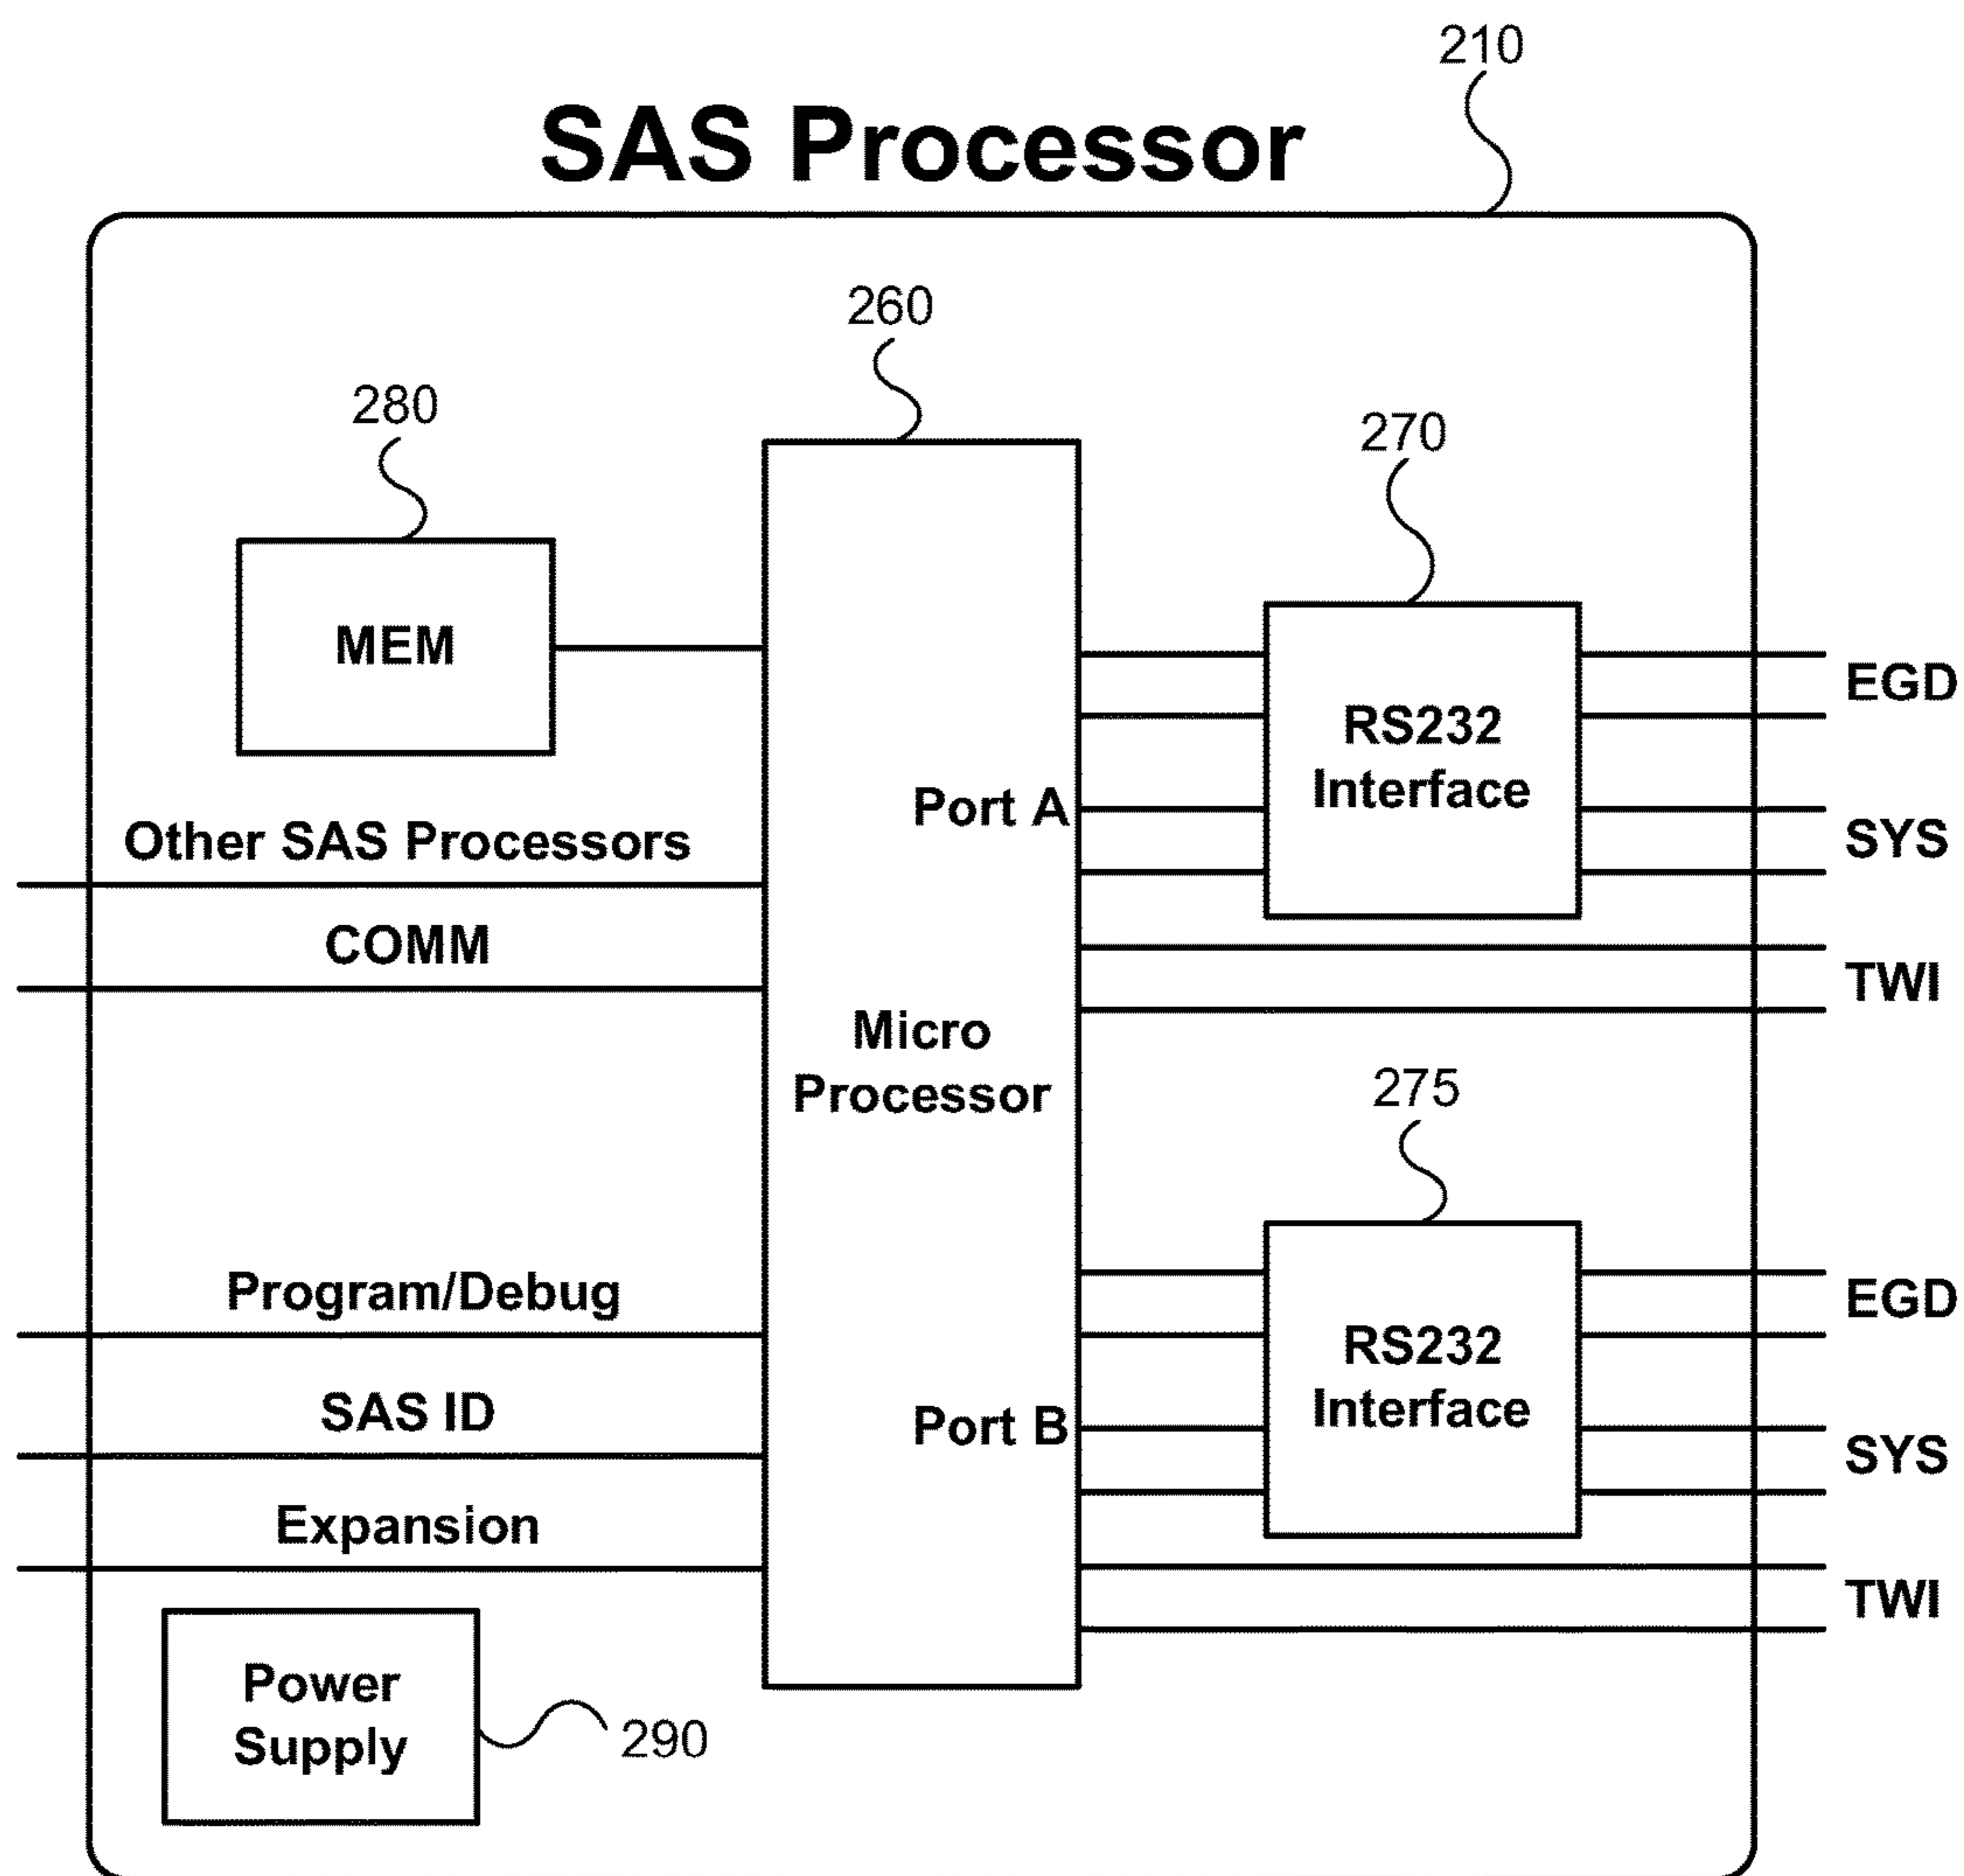 210
SAS Processor
260
280
270
MEM
EGD
RS232
Interface
Port A
Other SAS Processors
SYS
COMM
TWI
Micro
Processor
275
Program/Debug
EGD
RS232
Interface
SAS ID
Port B
SYS
Expansion
TWI
Power
Supply
290